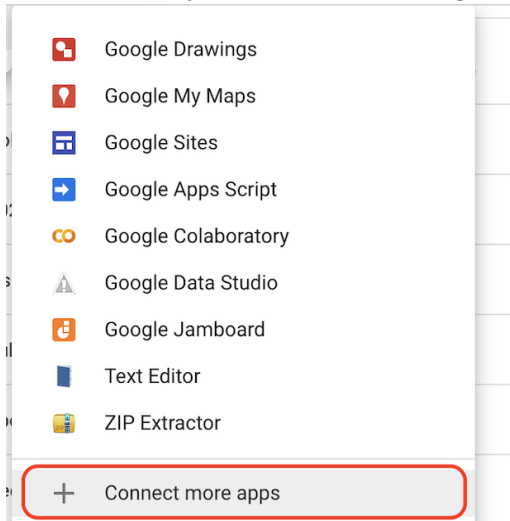 Google Drawings
Google My Maps
Google Sites
Google Apps Script
Google Colaboratory
Google Data Studio
Google Jamboard
Text Editor
ZIP Extractor
Connect more apps